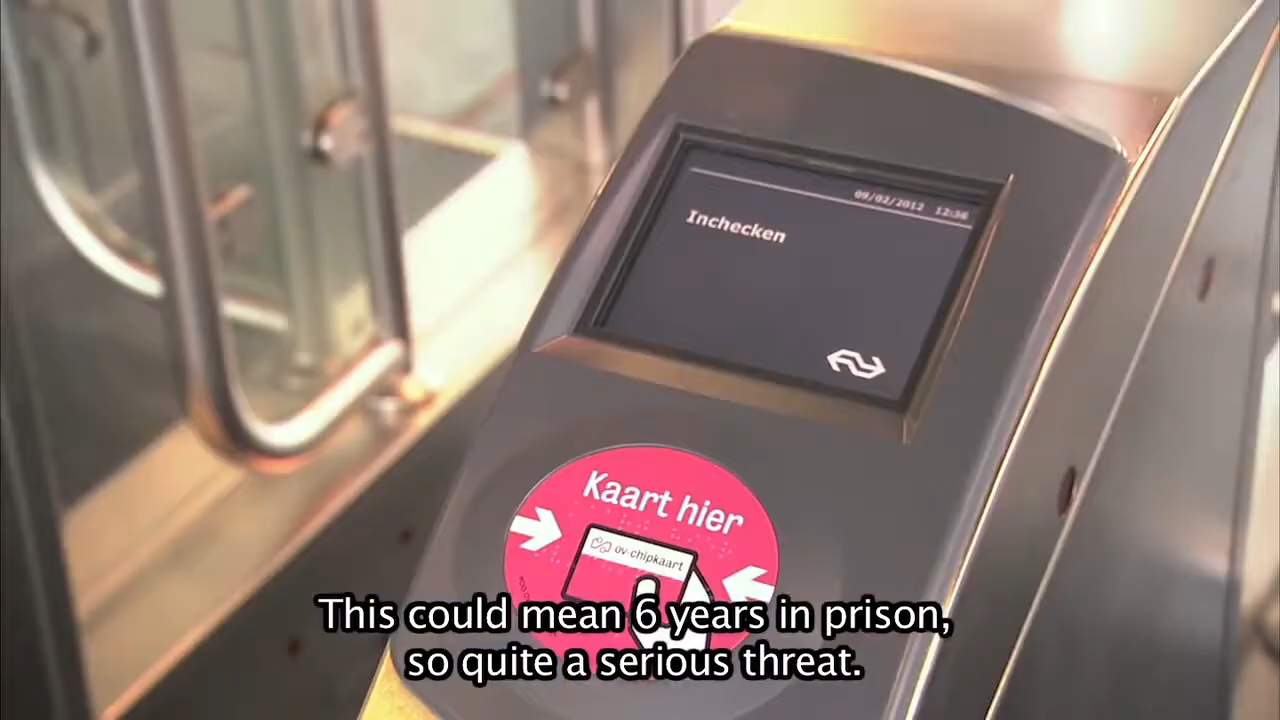 09/02/2012 12:36
Inchecken
Kaart hier
ov-chipkaart
This could mean 6 years in prison,
so quite a serious threat.